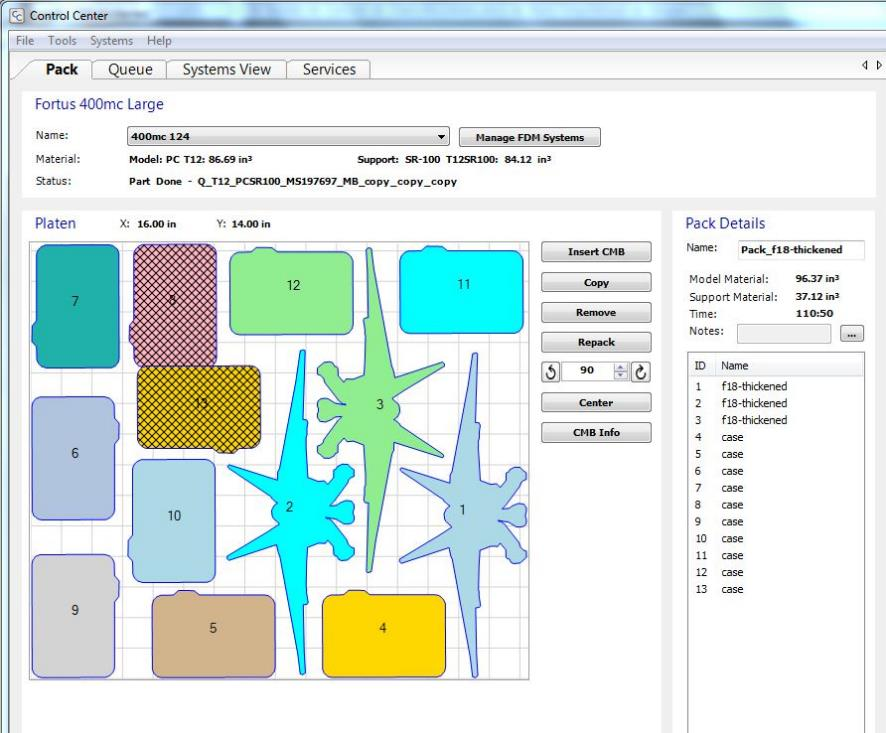 Control Center
File Tools Systems Help
Pack Queue Systems View Services
Fortus 400mc Large
Name: 400mc 124 Manage FDM Systems
Material: Model: PC T12: 86.69 in³ Support: SR-100 T12SR100: 84.12 in³
Status: Part Done - Q_T12_PCSR100_MS197697_MB_copy_copy_copy
Platen X: 16.00 in Y: 14.00 in
7
8
12
11
13
3
6
10
2
1
9
5
4
Insert CMB
Copy
Remove
Repack
90
Center
CMB Info
Pack Details
Name: Pack_f18-thickened
Model Material: 96.37 in³
Support Material: 37.12 in³
Time: 110:50
Notes: ...
ID Name
1 f18-thickened
2 f18-thickened
3 f18-thickened
4 case
5 case
6 case
7 case
8 case
9 case
10 case
11 case
12 case
13 case